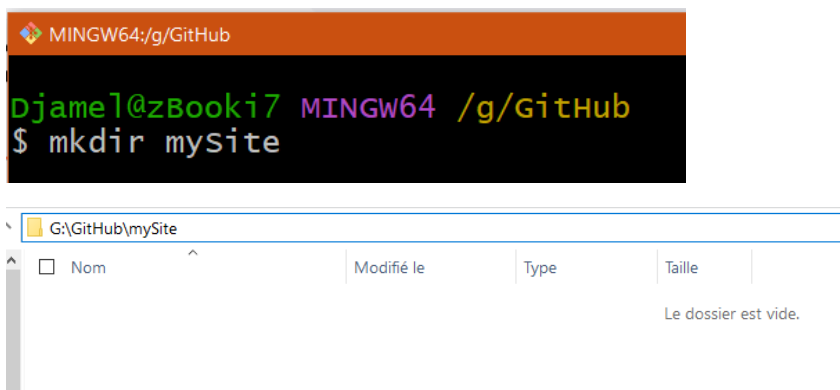 MINGW64:/g/GitHub
Djamel@zBooki7 MINGW64 /g/GitHub
$ mkdir mySite
G:\GitHub\mySite
Nom Modifié le Type Taille
Le dossier est vide.